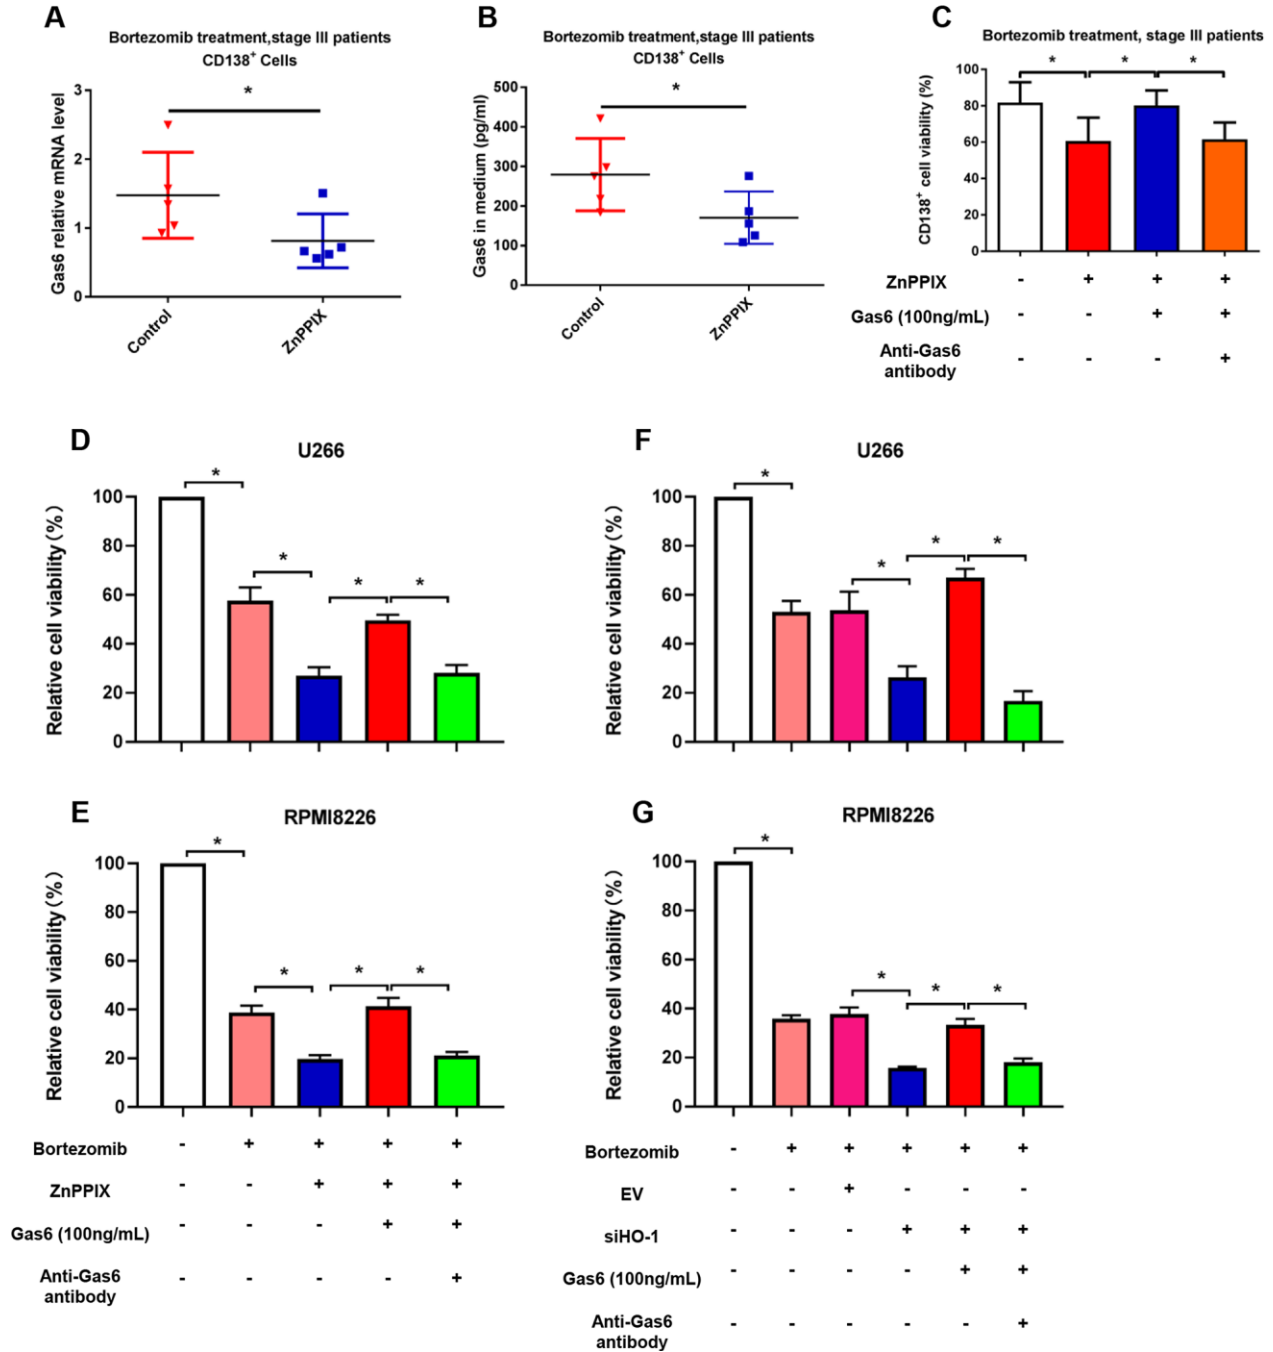 A
Bortezomib treatment,stage III patients
CD138+ Cells
*
Gas6 relative mRNA level
3
2
1
0
Control
ZnPPIX
B
Bortezomib treatment,stage III patients
CD138+ Cells
*
Gas6 in medium (pg/ml)
500
400
300
200
100
0
Control
ZnPPIX
C
Bortezomib treatment, stage III patients
* * *
CD138+ cell viability (%)
100
80
60
40
20
0
ZnPPIX - + + +
Gas6 (100ng/mL) - - + +
Anti-Gas6
antibody - - - +
D
U266
* * * *
Relative cell viability (%)
100
80
60
40
20
0
F
U266
* * * *
Relative cell viability (%)
100
80
60
40
20
0
E
RPMI8226
* * * *
Relative cell viability (%)
100
80
60
40
20
0
Bortezomib - + + + +
ZnPPIX - - + + +
Gas6 (100ng/mL) - - - + +
Anti-Gas6
antibody - - - - +
G
RPMI8226
* * * *
Relative cell viability (%)
100
80
60
40
20
0
Bortezomib - + + + + +
EV - - + - - -
siHO-1 - - - + + +
Gas6 (100ng/mL) - - - - + +
Anti-Gas6
antibody - - - - - +